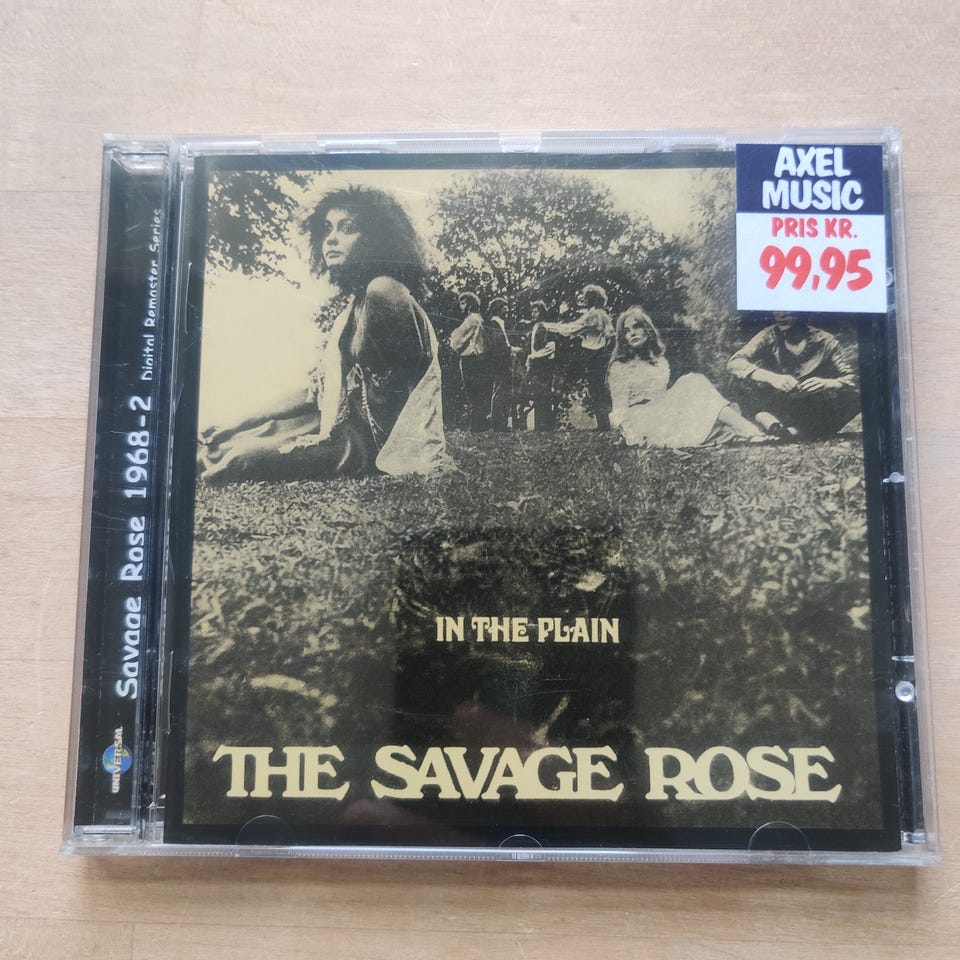 AXEL
MUSIC
PRIS KR.
99,95
Savage Rose 1968-2 Digital Remaster Series
UNIVERSAL
IN THE PLAIN
THE SAVAGE ROSE